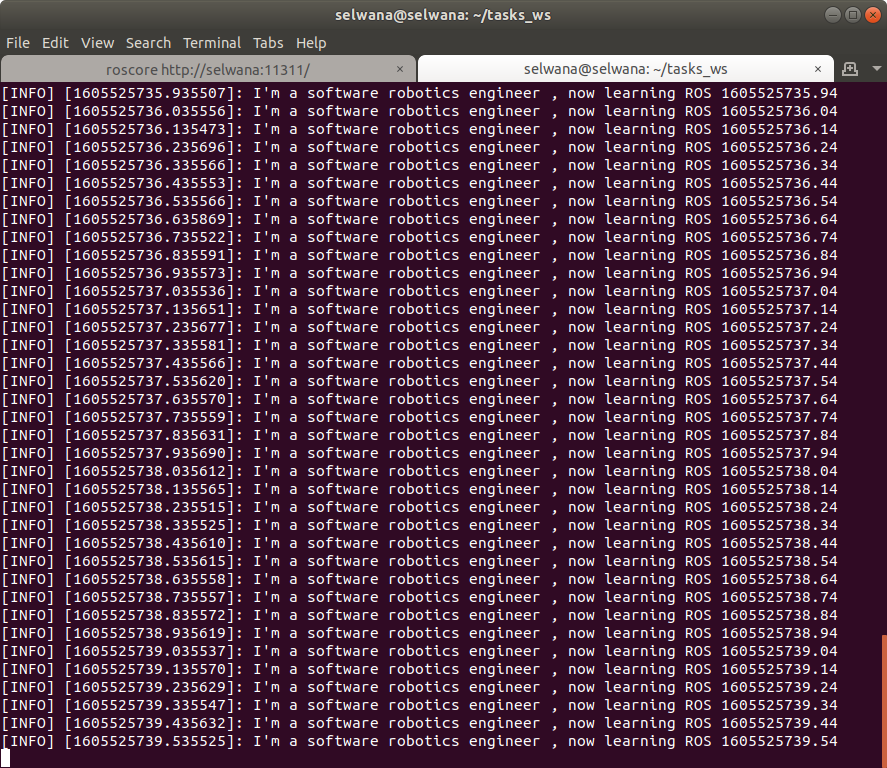 selwana@selwana: ~/tasks_ws
File Edit View Search Terminal Tabs Help
roscore http://selwana:11311/ × selwana@selwana: ~/tasks_ws ×
[INFO] [1605525735.935507]: I'm a software robotics engineer , now learning ROS 1605525735.94
[INFO] [1605525736.035556]: I'm a software robotics engineer , now learning ROS 1605525736.04
[INFO] [1605525736.135473]: I'm a software robotics engineer , now learning ROS 1605525736.14
[INFO] [1605525736.235696]: I'm a software robotics engineer , now learning ROS 1605525736.24
[INFO] [1605525736.335566]: I'm a software robotics engineer , now learning ROS 1605525736.34
[INFO] [1605525736.435553]: I'm a software robotics engineer , now learning ROS 1605525736.44
[INFO] [1605525736.535566]: I'm a software robotics engineer , now learning ROS 1605525736.54
[INFO] [1605525736.635869]: I'm a software robotics engineer , now learning ROS 1605525736.64
[INFO] [1605525736.735522]: I'm a software robotics engineer , now learning ROS 1605525736.74
[INFO] [1605525736.835591]: I'm a software robotics engineer , now learning ROS 1605525736.84
[INFO] [1605525736.935573]: I'm a software robotics engineer , now learning ROS 1605525736.94
[INFO] [1605525737.035536]: I'm a software robotics engineer , now learning ROS 1605525737.04
[INFO] [1605525737.135651]: I'm a software robotics engineer , now learning ROS 1605525737.14
[INFO] [1605525737.235677]: I'm a software robotics engineer , now learning ROS 1605525737.24
[INFO] [1605525737.335581]: I'm a software robotics engineer , now learning ROS 1605525737.34
[INFO] [1605525737.435566]: I'm a software robotics engineer , now learning ROS 1605525737.44
[INFO] [1605525737.535620]: I'm a software robotics engineer , now learning ROS 1605525737.54
[INFO] [1605525737.635570]: I'm a software robotics engineer , now learning ROS 1605525737.64
[INFO] [1605525737.735559]: I'm a software robotics engineer , now learning ROS 1605525737.74
[INFO] [1605525737.835631]: I'm a software robotics engineer , now learning ROS 1605525737.84
[INFO] [1605525737.935690]: I'm a software robotics engineer , now learning ROS 1605525737.94
[INFO] [1605525738.035612]: I'm a software robotics engineer , now learning ROS 1605525738.04
[INFO] [1605525738.135565]: I'm a software robotics engineer , now learning ROS 1605525738.14
[INFO] [1605525738.235515]: I'm a software robotics engineer , now learning ROS 1605525738.24
[INFO] [1605525738.335525]: I'm a software robotics engineer , now learning ROS 1605525738.34
[INFO] [1605525738.435610]: I'm a software robotics engineer , now learning ROS 1605525738.44
[INFO] [1605525738.535615]: I'm a software robotics engineer , now learning ROS 1605525738.54
[INFO] [1605525738.635558]: I'm a software robotics engineer , now learning ROS 1605525738.64
[INFO] [1605525738.735557]: I'm a software robotics engineer , now learning ROS 1605525738.74
[INFO] [1605525738.835572]: I'm a software robotics engineer , now learning ROS 1605525738.84
[INFO] [1605525738.935619]: I'm a software robotics engineer , now learning ROS 1605525738.94
[INFO] [1605525739.035537]: I'm a software robotics engineer , now learning ROS 1605525739.04
[INFO] [1605525739.135570]: I'm a software robotics engineer , now learning ROS 1605525739.14
[INFO] [1605525739.235629]: I'm a software robotics engineer , now learning ROS 1605525739.24
[INFO] [1605525739.335547]: I'm a software robotics engineer , now learning ROS 1605525739.34
[INFO] [1605525739.435632]: I'm a software robotics engineer , now learning ROS 1605525739.44
[INFO] [1605525739.535525]: I'm a software robotics engineer , now learning ROS 1605525739.54